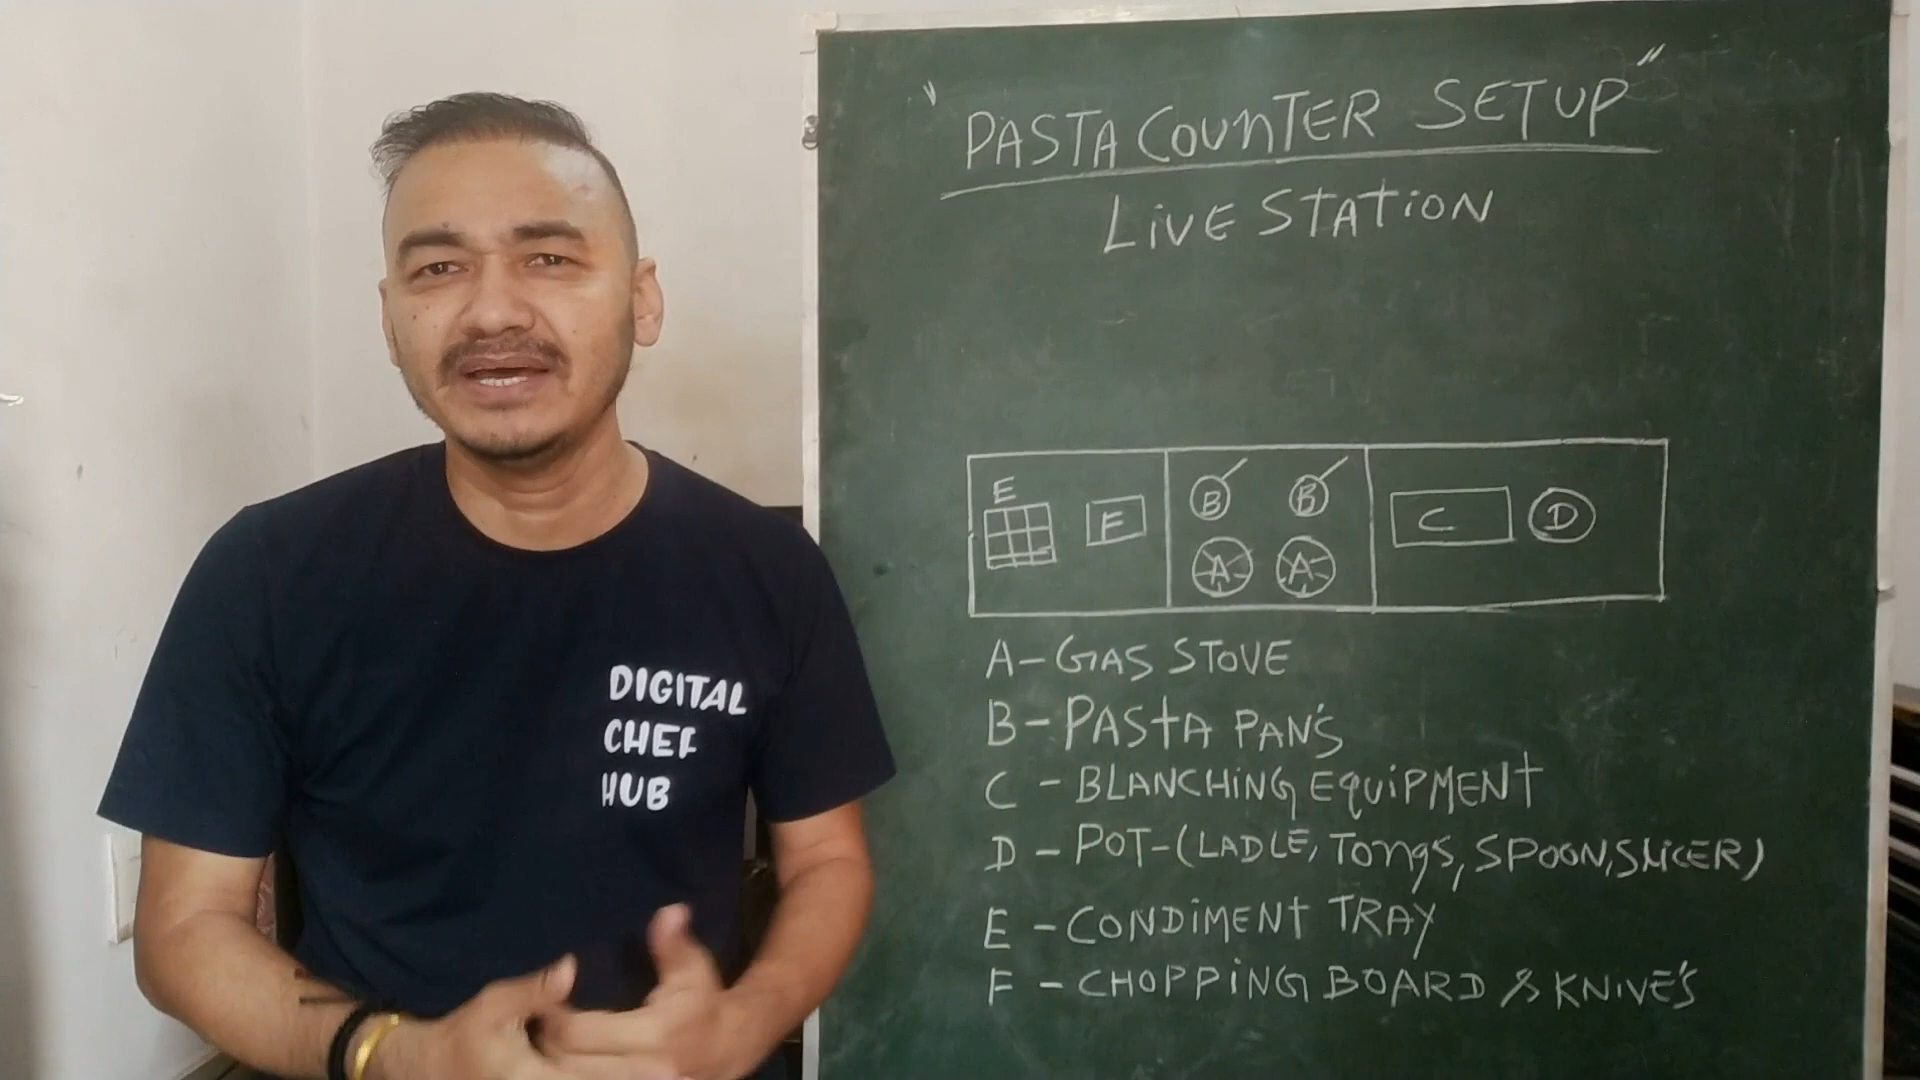 "PASTA COUNTER SETUP"
LIVE STATION
E
F
B
B
A
A
C
D
A - GAS STOVE
B - PASTA PAN'S
C - BLANCHING EQUIPMENT
D - POT - (LADLE, TONGS, SPOON, SLICER)
E - CONDIMENT TRAY
F - CHOPPING BOARD & KNIVE'S
DIGITAL
CHEF
HUB